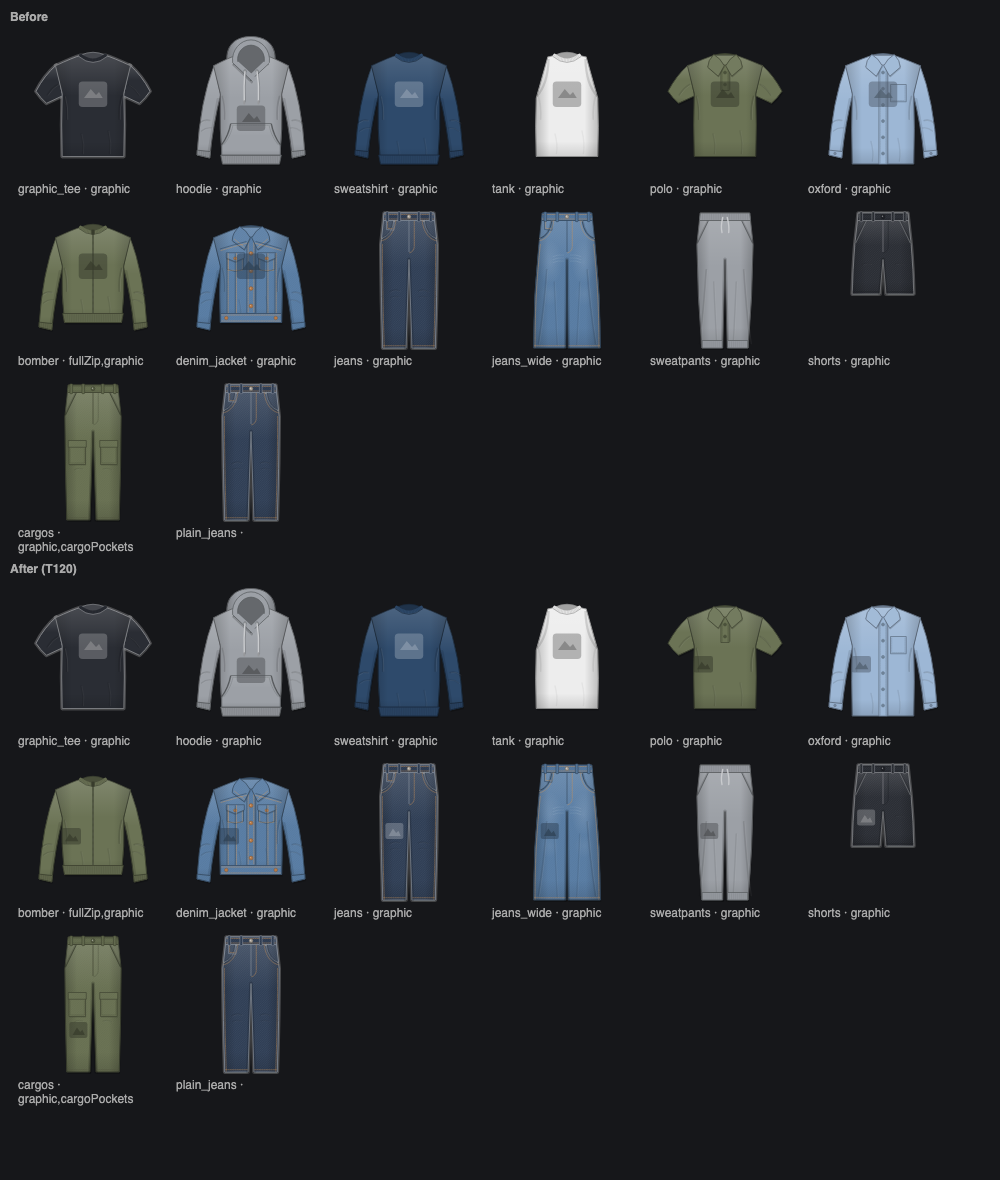 Before
graphic_tee · graphic
hoodie · graphic
sweatshirt · graphic
tank · graphic
polo · graphic
oxford · graphic
bomber · fullZip,graphic
denim_jacket · graphic
jeans · graphic
jeans_wide · graphic
sweatpants · graphic
shorts · graphic
cargos ·
graphic,cargoPockets
plain_jeans ·
After (T120)
graphic_tee · graphic
hoodie · graphic
sweatshirt · graphic
tank · graphic
polo · graphic
oxford · graphic
bomber · fullZip,graphic
denim_jacket · graphic
jeans · graphic
jeans_wide · graphic
sweatpants · graphic
shorts · graphic
cargos ·
graphic,cargoPockets
plain_jeans ·